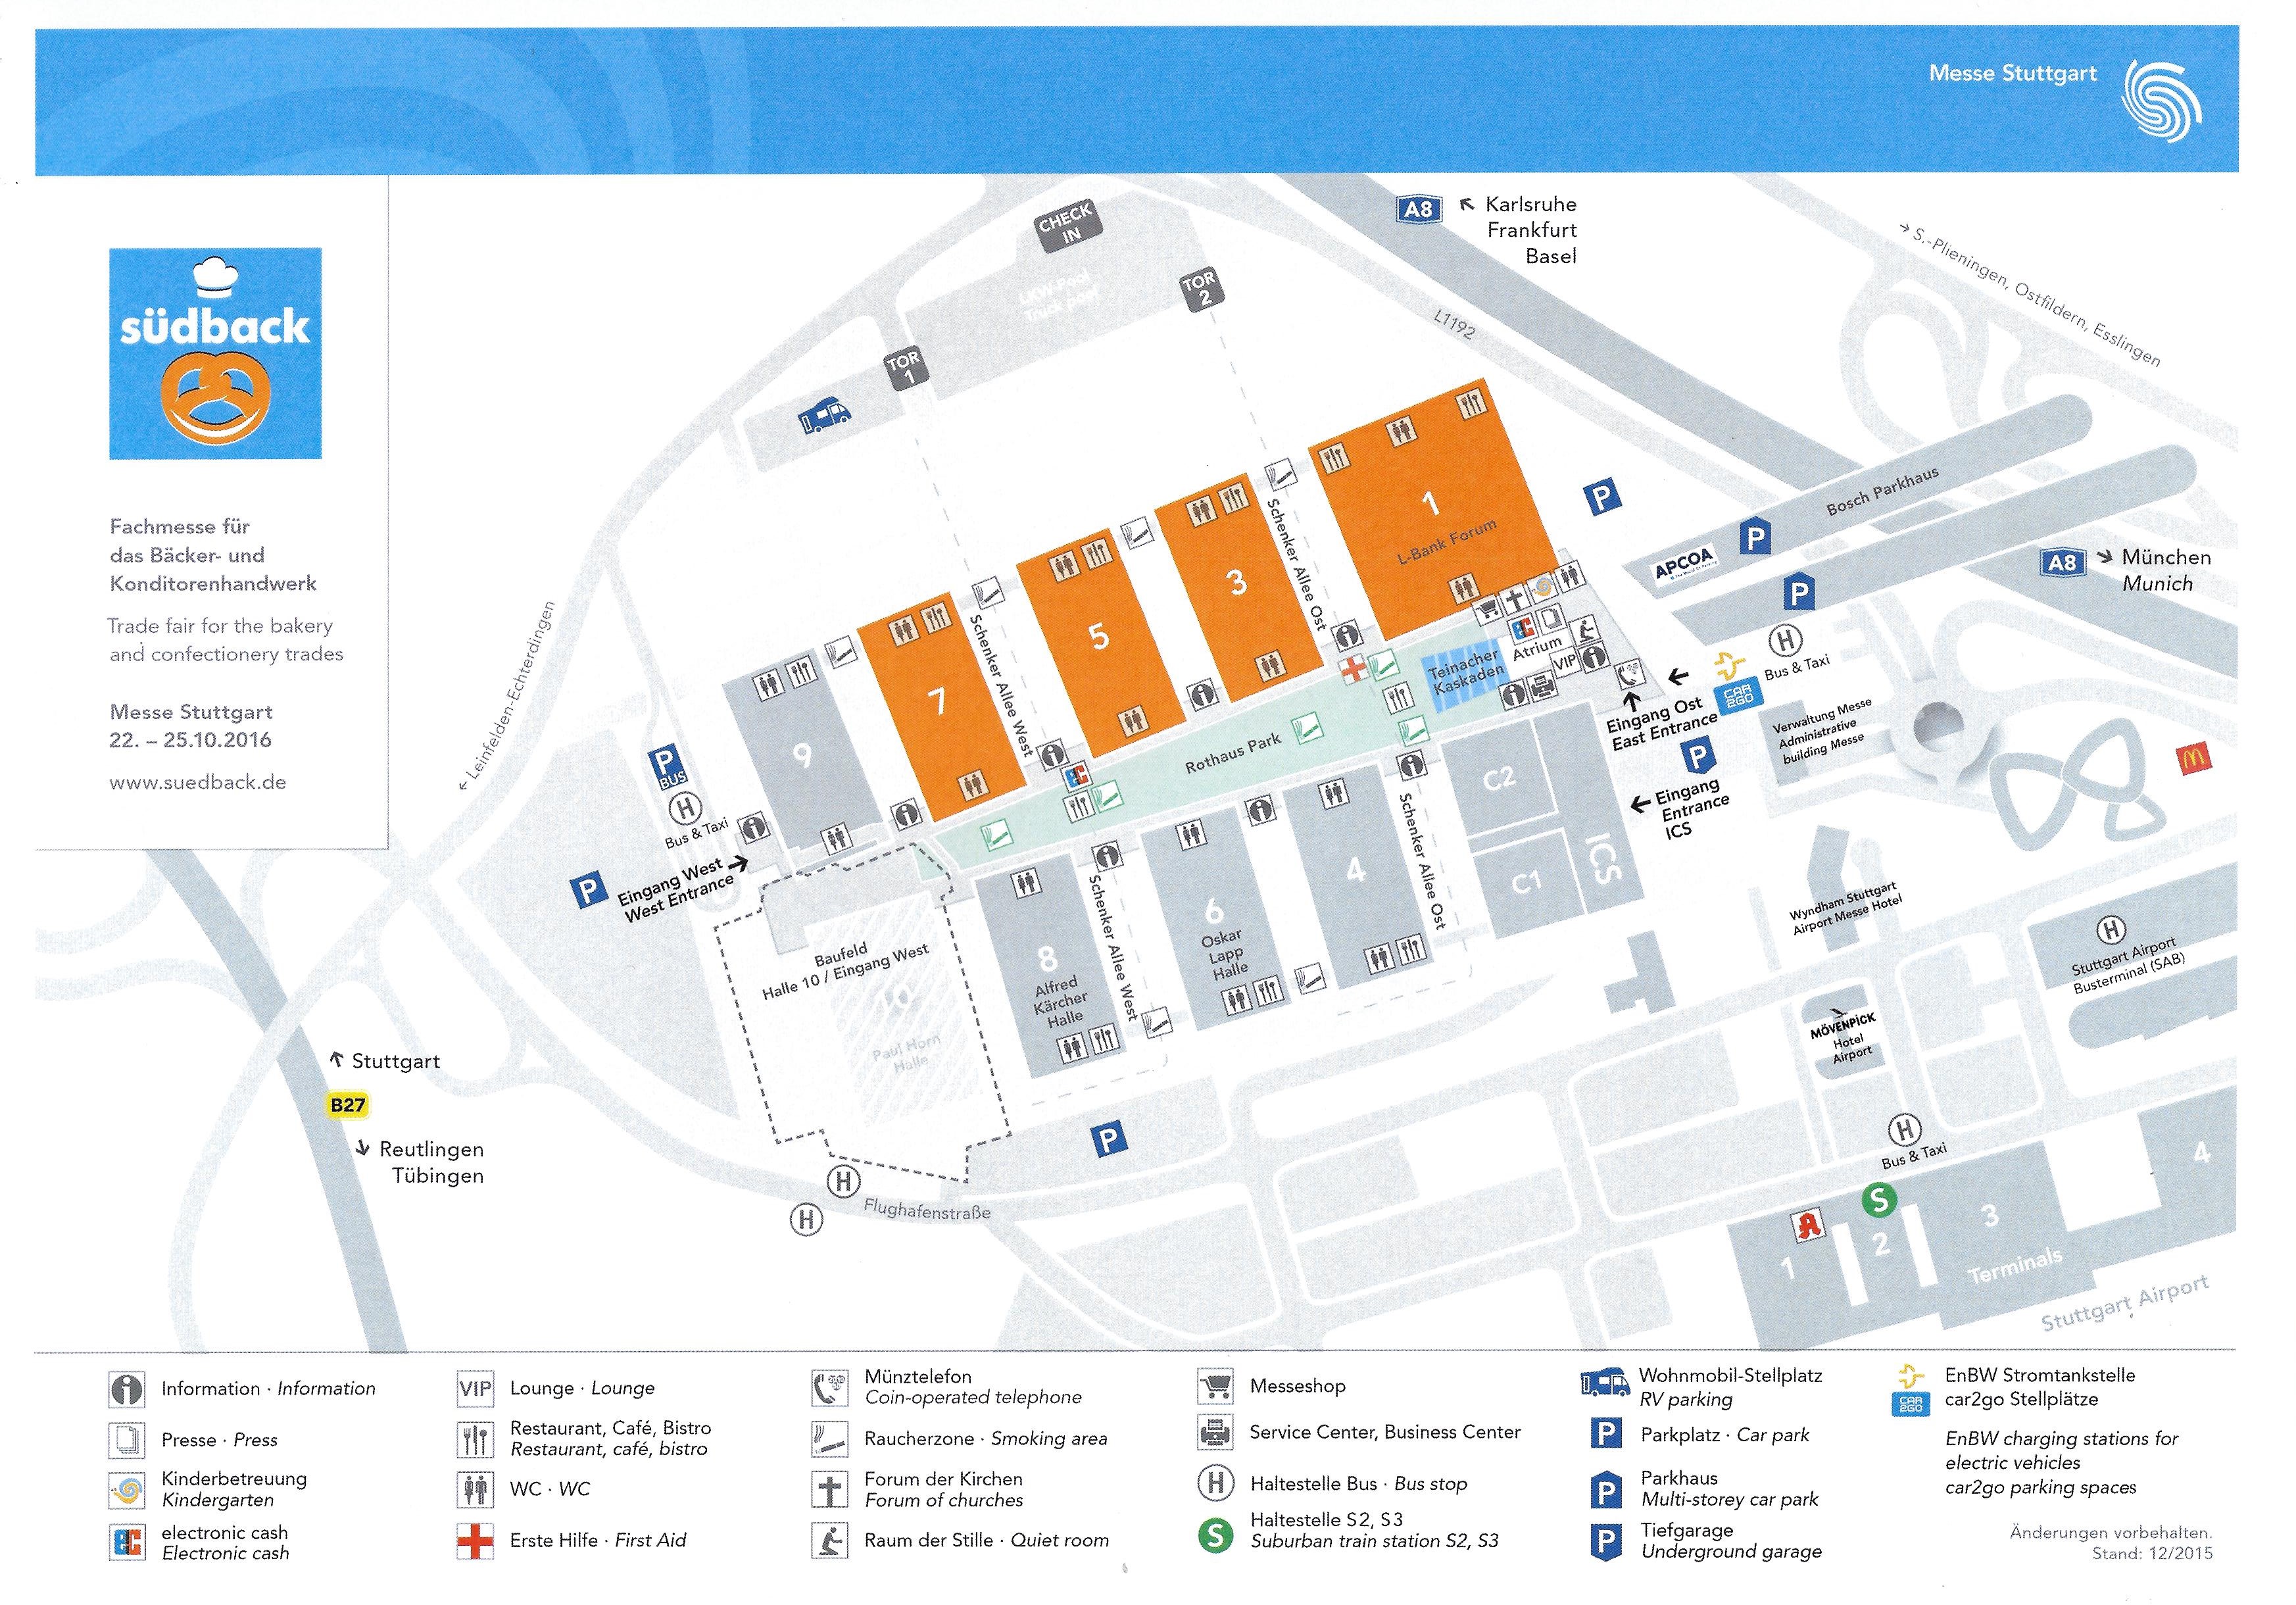 Messe Stuttgart
südback
Fachmesse für
das Bäcker- und
Konditorenhandwerk
Trade fair for the bakery
and confectionery trades
Messe Stuttgart
22. – 25.10.2016
www.suedback.de
CHECK
IN
LKW-Pool
Truck pool
TOR
1
TOR
2
A8
Karlsruhe
Frankfurt
Basel
L1192
→ S.-Plieningen, Ostfildern, Esslingen
← Leinfelden-Echterdingen
1
L-Bank Forum
3
5
7
9
Schenker Allee Ost
Schenker Allee West
Bosch Parkhaus
APCOA
P
P
P
A8
München
Munich
H
Bus & Taxi
CAR
2GO
Eingang Ost
East Entrance
P
Eingang
Entrance
ICS
Verwaltung Messe
Administrative
building Messe
Teinacher
Kaskaden
Atrium
VIP
EC
Rothaus Park
EC
P
BUS
H
Bus & Taxi
P
Eingang West
West Entrance
Baufeld
Halle 10 / Eingang West
10
Paul Horn
Halle
8
Alfred
Kärcher
Halle
Schenker Allee West
6
Oskar
Lapp
Halle
4
Schenker Allee Ost
C2
C1
ICS
Wyndham Stuttgart
Airport Messe Hotel
H
Stuttgart Airport
Busterminal (SAB)
MÖVENPICK
Hotel
Airport
Stuttgart
B27
Reutlingen
Tübingen
P
H
H
Flughafenstraße
H
Bus & Taxi
S
1
2
3
4
Terminals
Stuttgart Airport
Information · Information
Presse · Press
Kinderbetreuung
Kindergarten
EC
electronic cash
Electronic cash
VIP
Lounge · Lounge
Restaurant, Café, Bistro
Restaurant, café, bistro
WC · WC
Erste Hilfe · First Aid
Münztelefon
Coin-operated telephone
Raucherzone · Smoking area
Forum der Kirchen
Forum of churches
Raum der Stille · Quiet room
Messeshop
Service Center, Business Center
H
Haltestelle Bus · Bus stop
S
Haltestelle S2, S3
Suburban train station S2, S3
Wohnmobil-Stellplatz
RV parking
P
Parkplatz · Car park
P
Parkhaus
Multi-storey car park
P
Tiefgarage
Underground garage
CAR
2GO
EnBW Stromtankstelle
car2go Stellplätze
EnBW charging stations for
electric vehicles
car2go parking spaces
Änderungen vorbehalten.
Stand: 12/2015